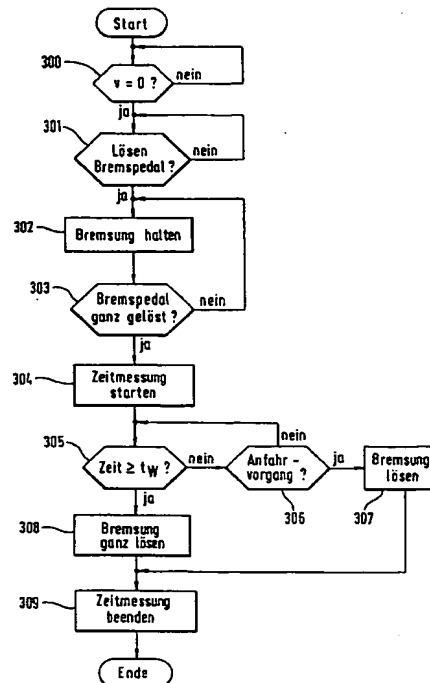 Start
300
v = 0 ?
nein
ja
301
Lösen
Bremspedal ?
nein
ja
302
Bremsung halten
303
Bremspedal
ganz gelöst ?
nein
ja
304
Zeitmessung
starten
nein
305
Zeit ≥ tW ?
nein
Anfahr-
vorgang ?
ja
Bremsung
lösen
306
307
ja
308
Bremsung
ganz lösen
309
Zeitmessung
beenden
Ende